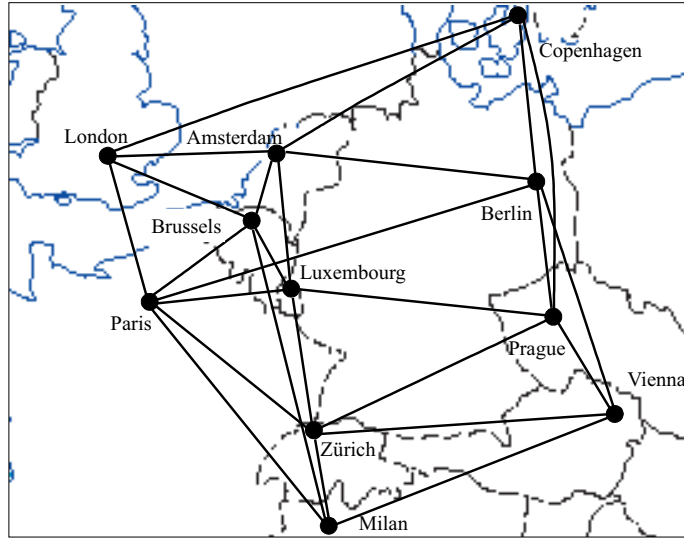 Copenhagen
London
Amsterdam
Berlin
Brussels
Luxembourg
Paris
Prague
Vienna
Zürich
Milan